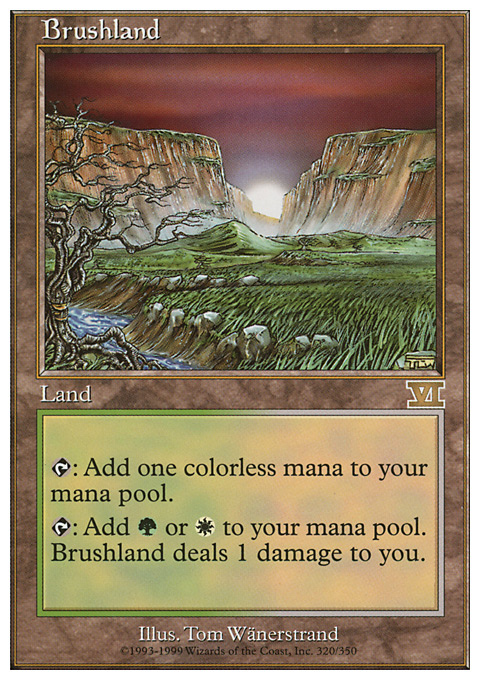 Brushland
Land
VI
: Add one colorless mana to your
mana pool.
: Add or to your mana pool.
Brushland deals 1 damage to you.
Illus. Tom Wänerstrand
©1993-1999 Wizards of the Coast, Inc. 320/350